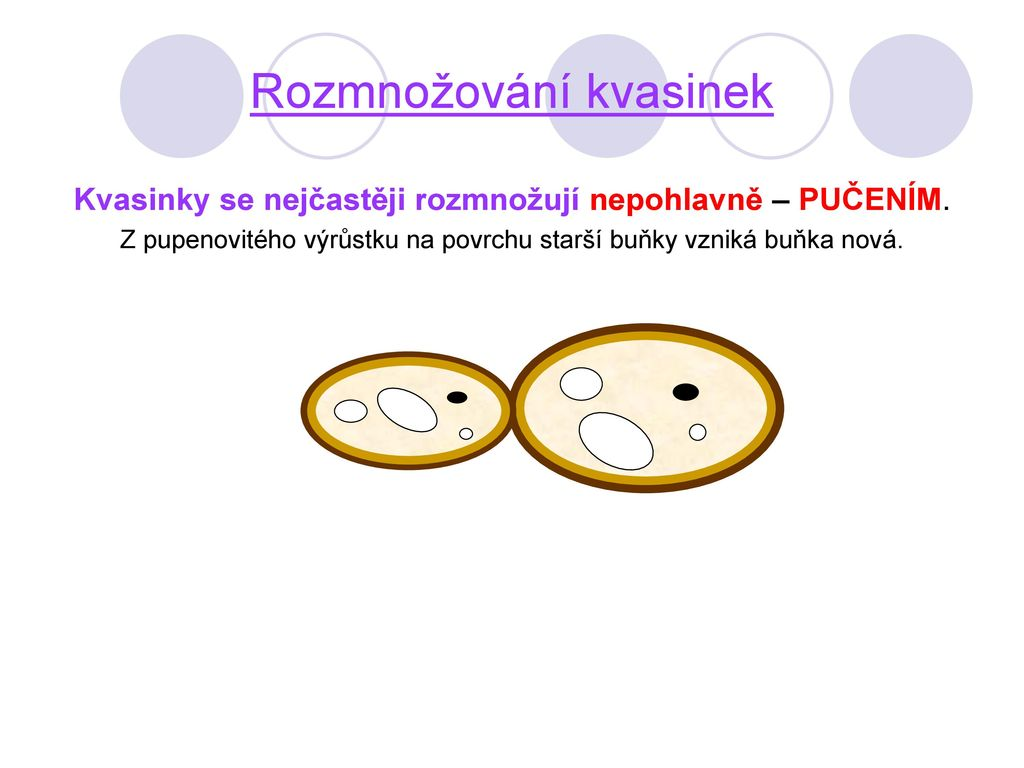 Rozmnožování kvasinek
Kvasinky se nejčastěji rozmnožují nepohlavně – PUČENÍM.
Z pupenovitého výrůstku na povrchu starší buňky vzniká buňka nová.